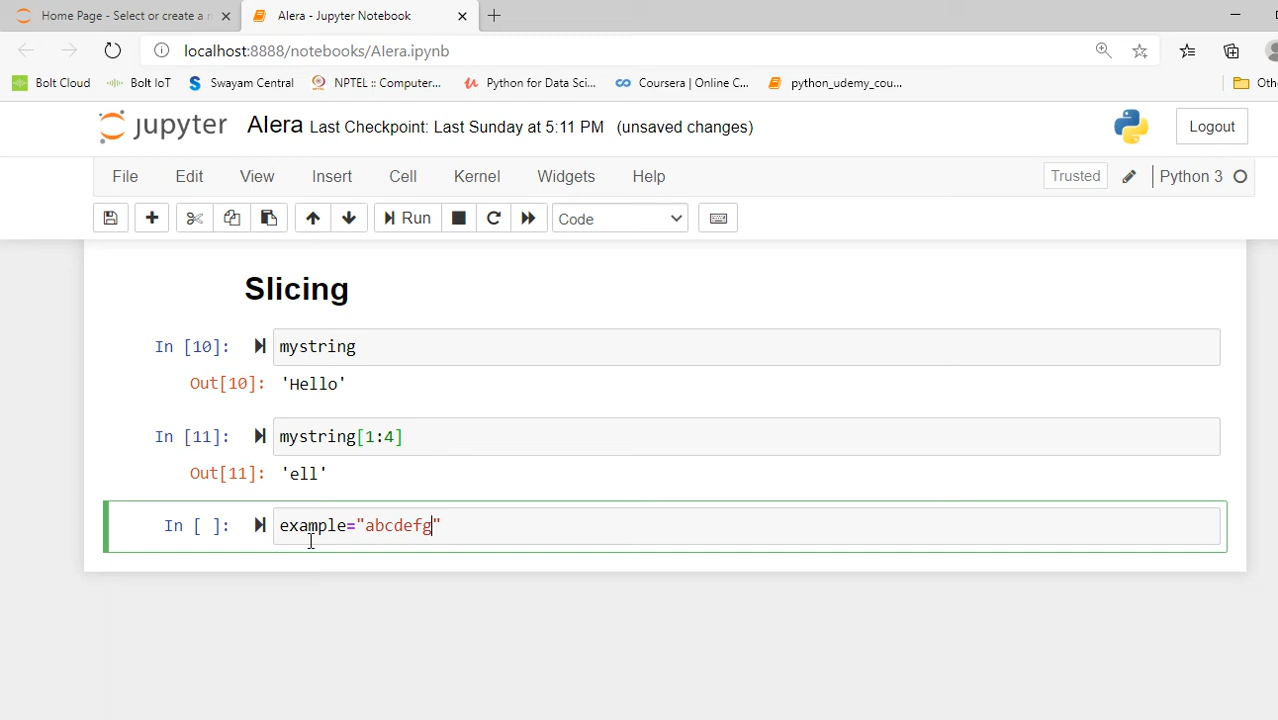 Home Page - Select or create a n
Alera - Jupyter Notebook
localhost:8888/notebooks/Alera.ipynb
Bolt Cloud
Bolt IoT
Swayam Central
NPTEL :: Computer...
Python for Data Sci...
Coursera | Online C...
python_udemy_cou...
Oth
jupyter Alera Last Checkpoint: Last Sunday at 5:11 PM (unsaved changes)
Logout
File Edit View Insert Cell Kernel Widgets Help
Trusted
Python 3
Run
Code
Slicing
In [10]: mystring
Out[10]: 'Hello'
In [11]: mystring[1:4]
Out[11]: 'ell'
In [ ]: example="abcdefg"